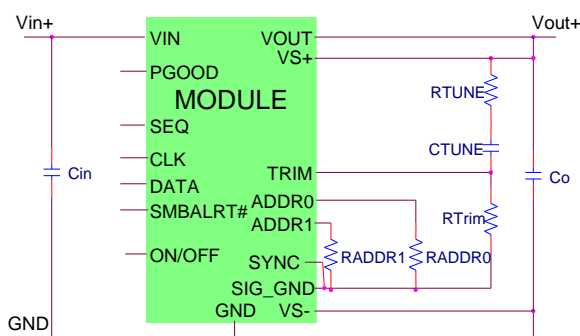 Vin+
Vout+
VIN
VOUT
VS+
PGOOD
RTUNE
MODULE
SEQ
CTUNE
CLK
TRIM
Cin
DATA
Co
ADDR0
SMBALRT#
ADDR1
RTrim
ON/OFF
SYNC
RADDR1
RADDR0
SIG_GND
GND
GND
VS-